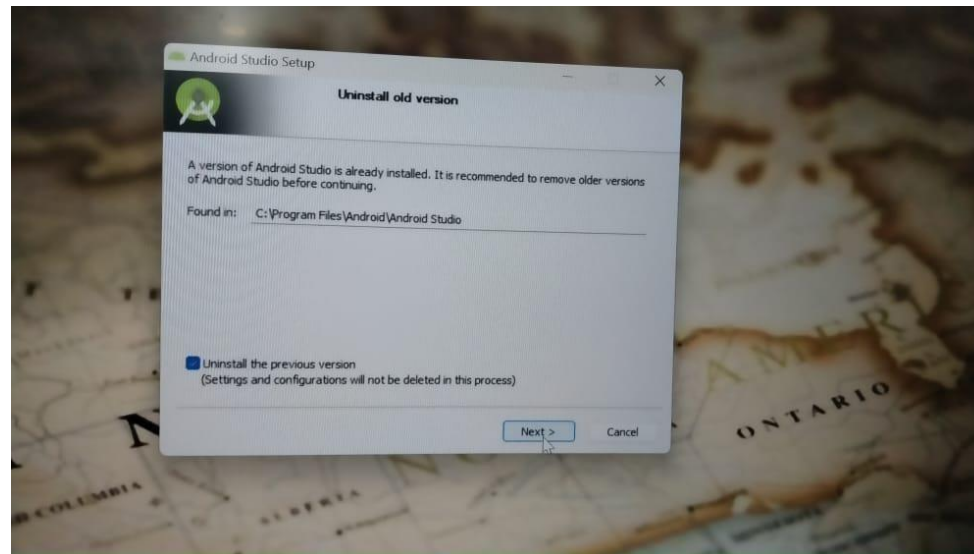 Android Studio Setup
Uninstall old version
A version of Android Studio is already installed. It is recommended to remove older versions
of Android Studio before continuing.
Found in: C:\Program Files\Android\Android Studio
Uninstall the previous version
(Settings and configurations will not be deleted in this process)
Next >
Cancel
ONTARIO
ALBERTA